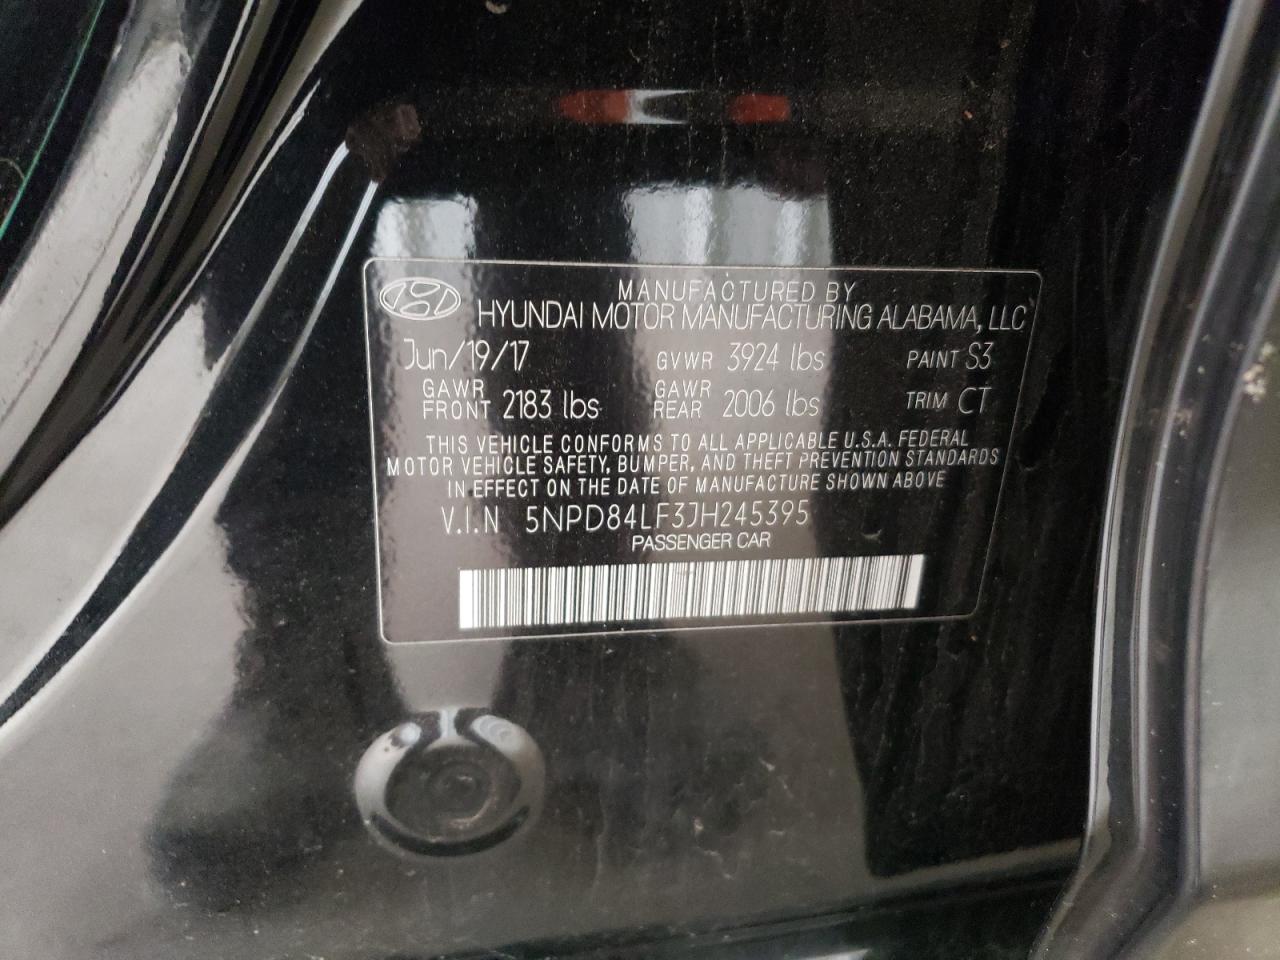 MANUFACTURED BY
HYUNDAI MOTOR MANUFACTURING ALABAMA, LLC
Jun/19/17 GVWR 3924 lbs PAINT S3
GAWR FRONT 2183 lbs GAWR REAR 2006 lbs TRIM CT
THIS VEHICLE CONFORMS TO ALL APPLICABLE U.S.A. FEDERAL
MOTOR VEHICLE SAFETY, BUMPER, AND THEFT PREVENTION STANDARDS
IN EFFECT ON THE DATE OF MANUFACTURE SHOWN ABOVE
V.I.N 5NPD84LF3JH245395
PASSENGER CAR